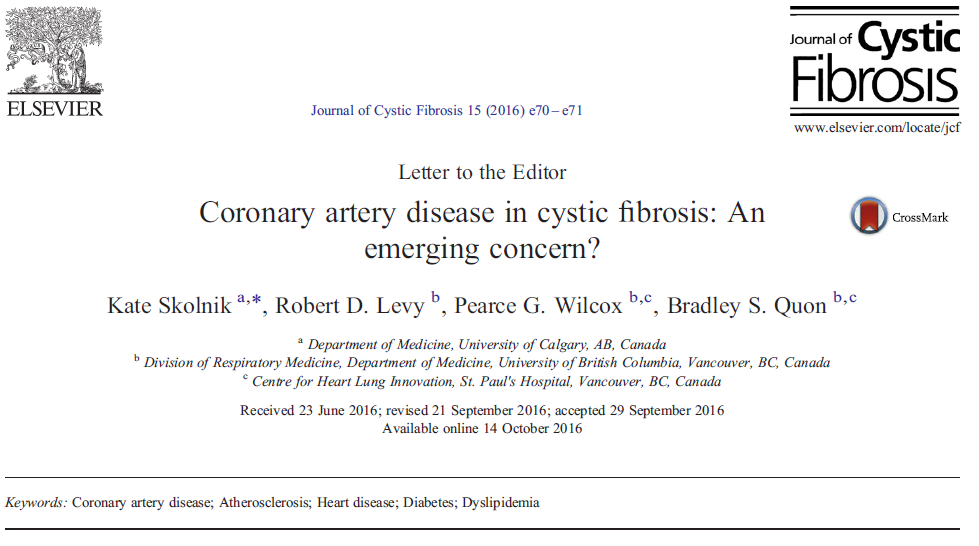 ELSEVIER
Journal of Cystic Fibrosis
www.elsevier.com/locate/jcf
Journal of Cystic Fibrosis 15 (2016) e70–e71
Letter to the Editor
Coronary artery disease in cystic fibrosis: An
emerging concern?
CrossMark
Kate Skolnik a,*, Robert D. Levy b, Pearce G. Wilcox b,c, Bradley S. Quon b,c
a Department of Medicine, University of Calgary, AB, Canada
b Division of Respiratory Medicine, Department of Medicine, University of British Columbia, Vancouver, BC, Canada
c Centre for Heart Lung Innovation, St. Paul's Hospital, Vancouver, BC, Canada
Received 23 June 2016; revised 21 September 2016; accepted 29 September 2016
Available online 14 October 2016
Keywords: Coronary artery disease; Atherosclerosis; Heart disease; Diabetes; Dyslipidemia